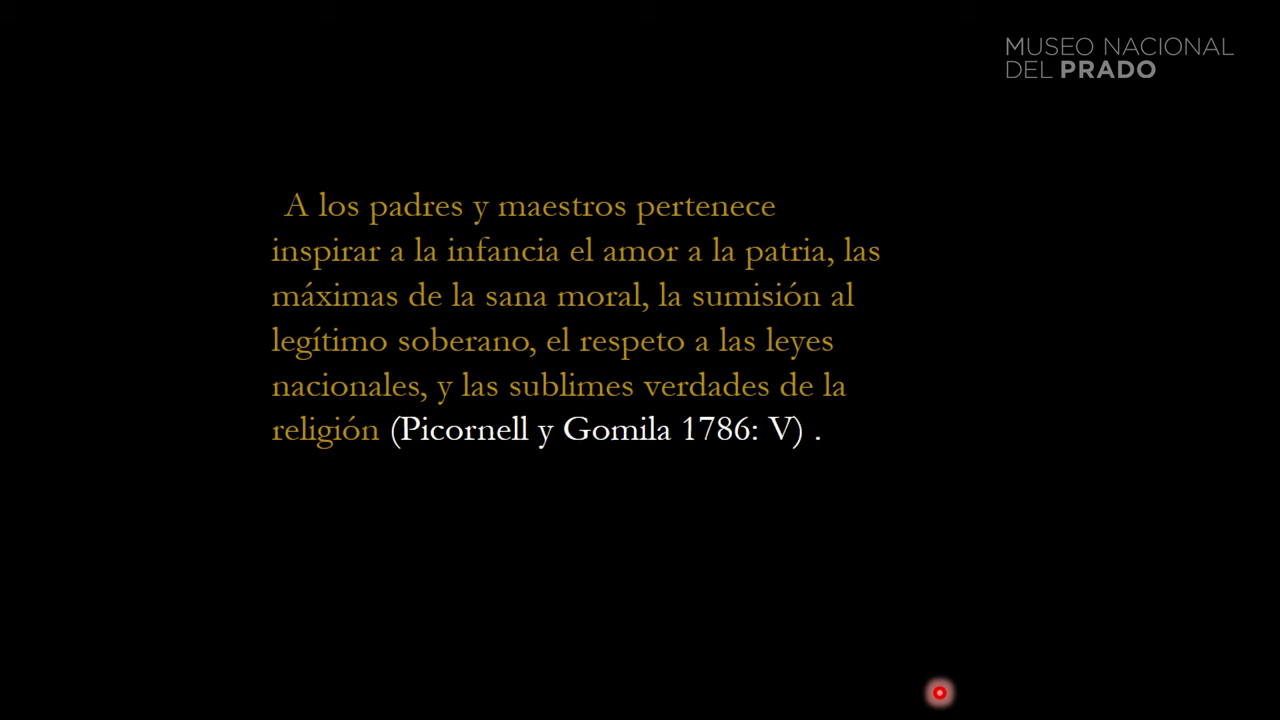 MUSEO NACIONAL
DEL PRADO
A los padres y maestros pertenece
inspirar a la infancia el amor a la patria, las
máximas de la sana moral, la sumisión al
legítimo soberano, el respeto a las leyes
nacionales, y las sublimes verdades de la
religión (Picornell y Gomila 1786: V) .